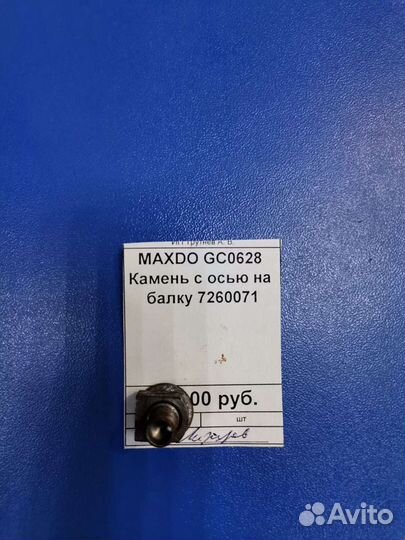 MAXDO GC0628
Камень с осью на
балку 7260071
00 руб.
шт
Avito